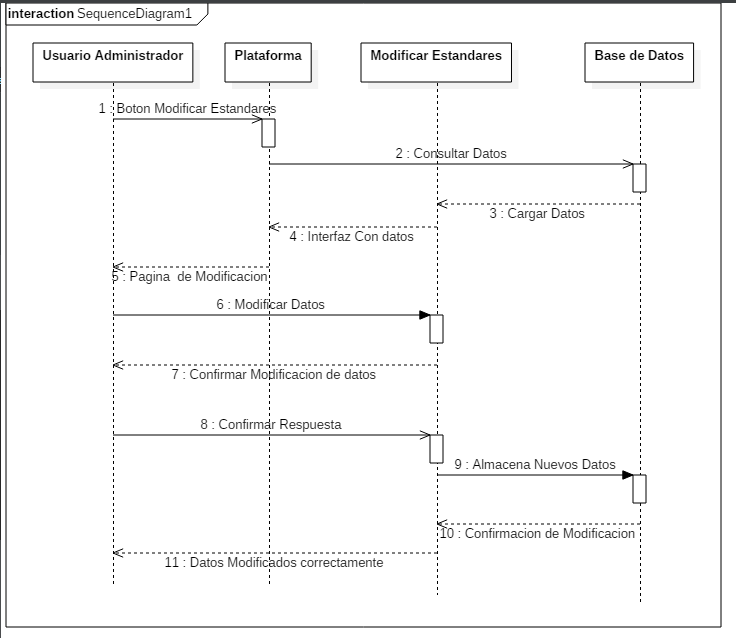 interaction SequenceDiagram1
Usuario Administrador
Plataforma
Modificar Estandares
Base de Datos
1 : Boton Modificar Estandares
2 : Consultar Datos
3 : Cargar Datos
4 : Interfaz Con datos
5 : Pagina  de Modificacion
6 : Modificar Datos
7 : Confirmar Modificacion de datos
8 : Confirmar Respuesta
9 : Almacena Nuevos Datos
10 : Confirmacion de Modificacion
11 : Datos Modificados correctamente